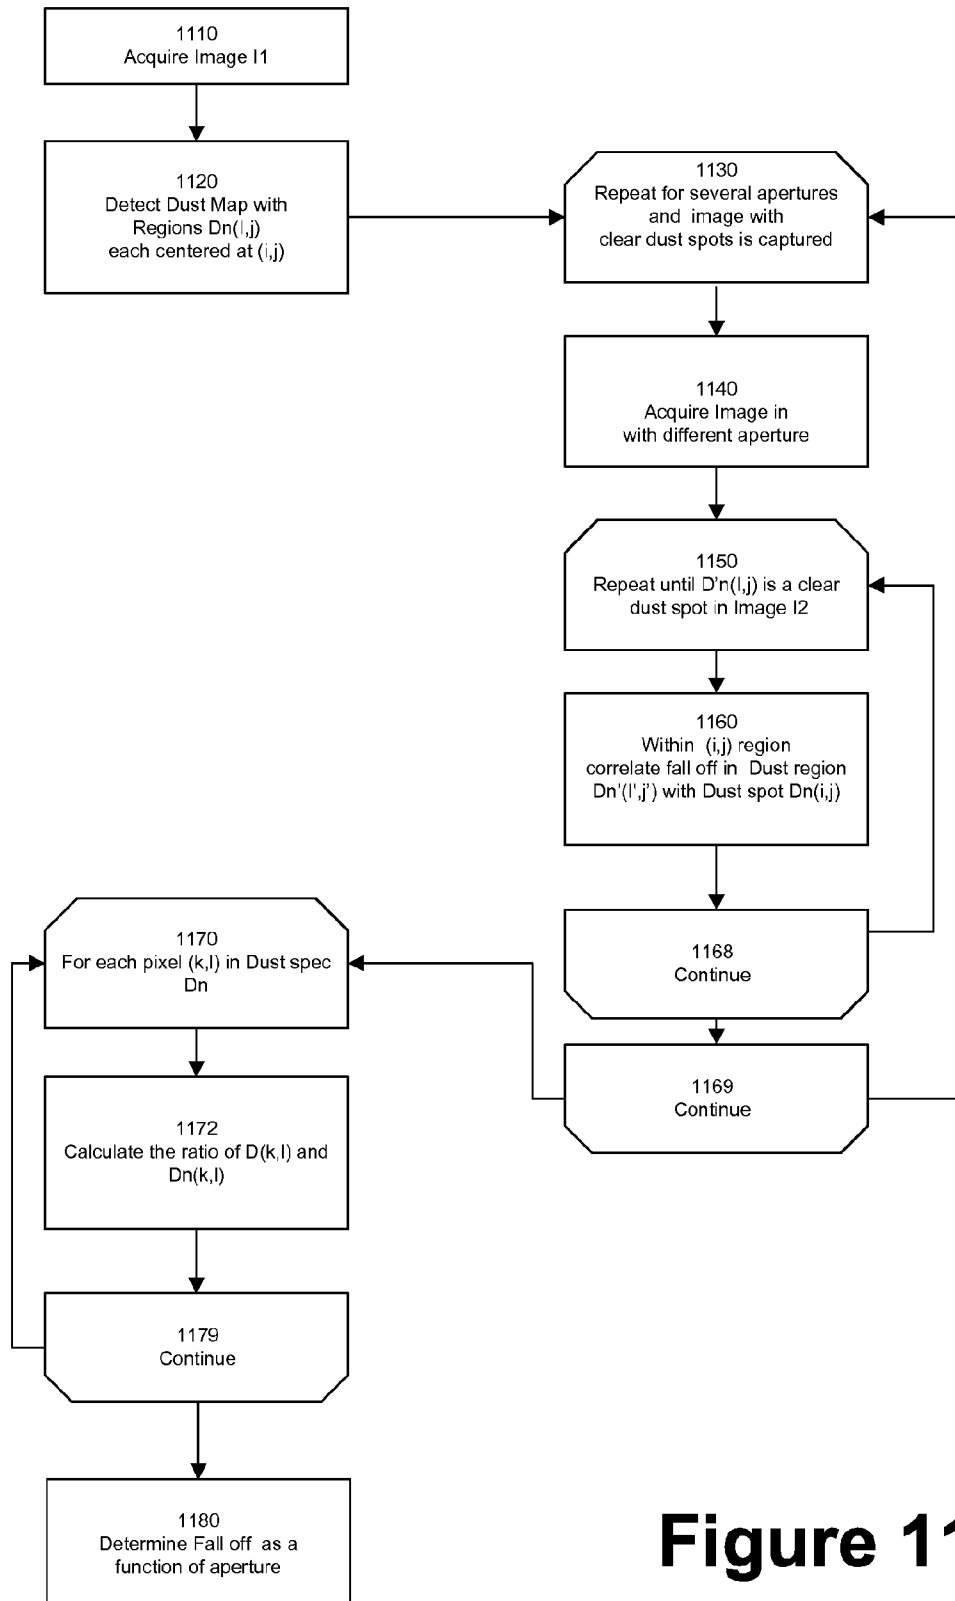 1110
Acquire Image I1
1120
Detect Dust Map with
Regions Dn(I,j)
each centered at (i,j)
1130
Repeat for several apertures
and image with
clear dust spots is captured
1140
Acquire Image in
with different aperture
1150
Repeat until D'n(I,j) is a clear
dust spot in Image I2
1160
Within (i,j) region
correlate fall off in Dust region
Dn'(I',j') with Dust spot Dn(i,j)
1168
Continue
1169
Continue
1170
For each pixel (k,l) in Dust spec
Dn
1172
Calculate the ratio of D(k,l) and
Dn(k,l)
1179
Continue
1180
Determine Fall off as a
function of aperture
Figure 11